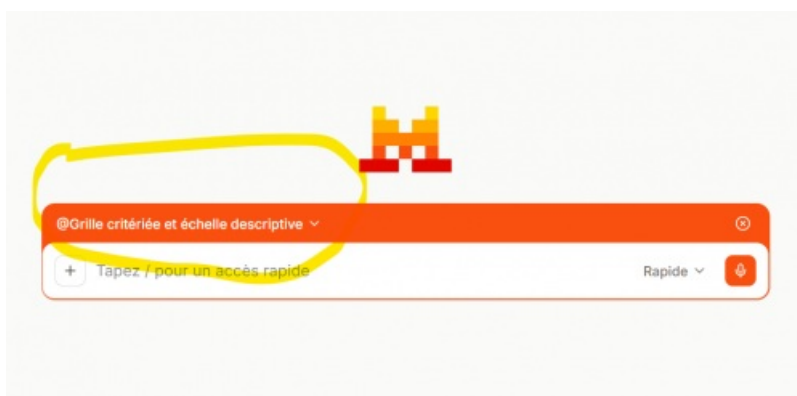 @Grille critériée et échelle descriptive
Tapez / pour un accès rapide
Rapide